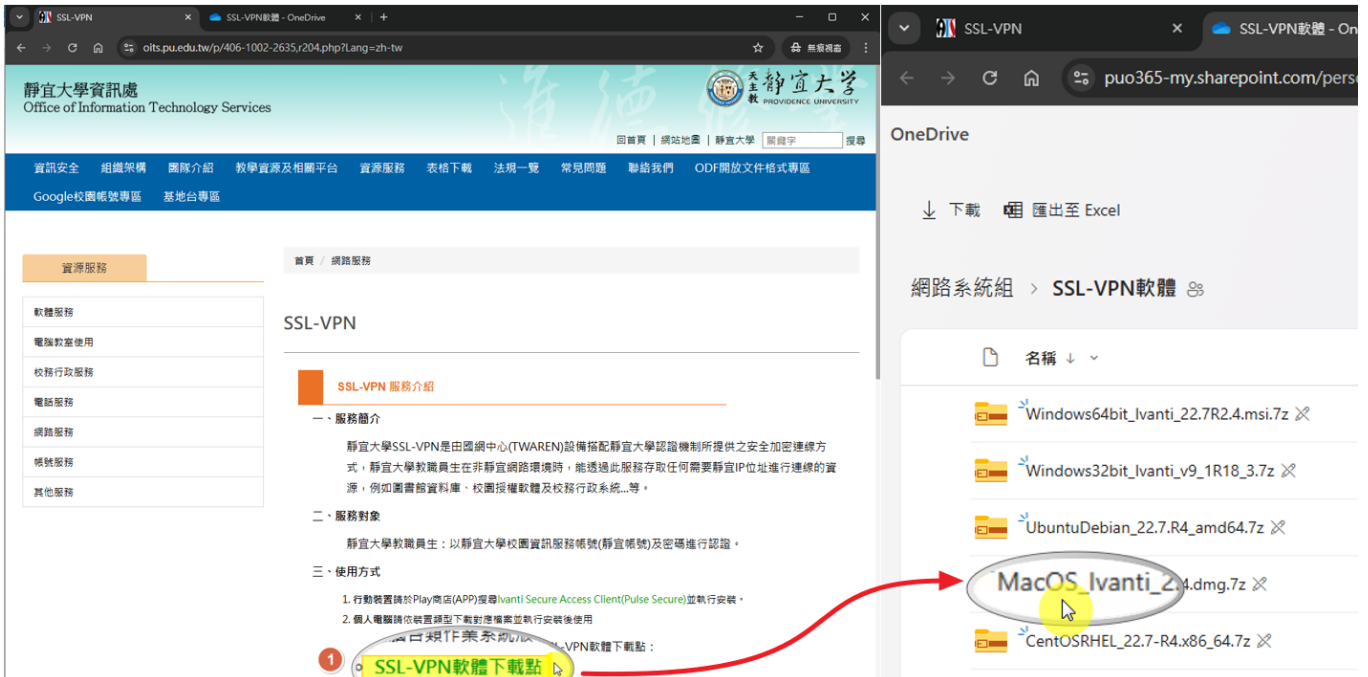 SSL-VPN
SSL-VPN軟體 - OneDrive
oits.pu.edu.tw/p/406-1002-2635,r204.php?Lang=zh-tw
無痕視窗
靜宜大學資訊處
Office of Information Technology Services
天主教 靜宜大學
PROVIDENCE UNIVERSITY
回首頁 | 網站地圖 | 靜宜大學 關鍵字 搜尋
資訊安全 組織架構 團隊介紹 教學資源及相關平台 資源服務 表格下載 法規一覽 常見問題 聯絡我們 ODF開放文件格式專區
Google校園帳號專區 基地台專區
資源服務
軟體服務
電腦教室使用
校務行政服務
電話服務
網路服務
帳號服務
其他服務
首頁 / 網路服務
SSL-VPN
SSL-VPN 服務介紹
一、服務簡介
靜宜大學SSL-VPN是由國網中心(TWAREN)設備搭配靜宜大學認證機制所提供之安全加密連線方
式，靜宜大學教職員生在非靜宜網路環境時，能透過此服務存取任何需要靜宜IP位址進行連線的資
源，例如圖書館資料庫、校園授權軟體及校務行政系統...等。
二、服務對象
靜宜大學教職員生：以靜宜大學校園資訊服務帳號(靜宜帳號)及密碼進行認證。
三、使用方式
1. 行動裝置請於Play商店(APP)搜尋Ivanti Secure Access Client(Pulse Secure)並執行安裝。
2. 個人電腦請依裝置類型下載對應檔案並執行安裝後使用
類作業系統
-VPN軟體下載點：
1
SSL-VPN軟體下載點
SSL-VPN
SSL-VPN軟體 - On
puo365-my.sharepoint.com/perso
OneDrive
下載 匯出至 Excel
網路系統組 > SSL-VPN軟體
名稱
Windows64bit_Ivanti_22.7R2.4.msi.7z
Windows32bit_Ivanti_v9_1R18_3.7z
UbuntuDebian_22.7.R4_amd64.7z
MacOS_Ivanti_2.4.dmg.7z
CentOSRHEL_22.7-R4.x86_64.7z